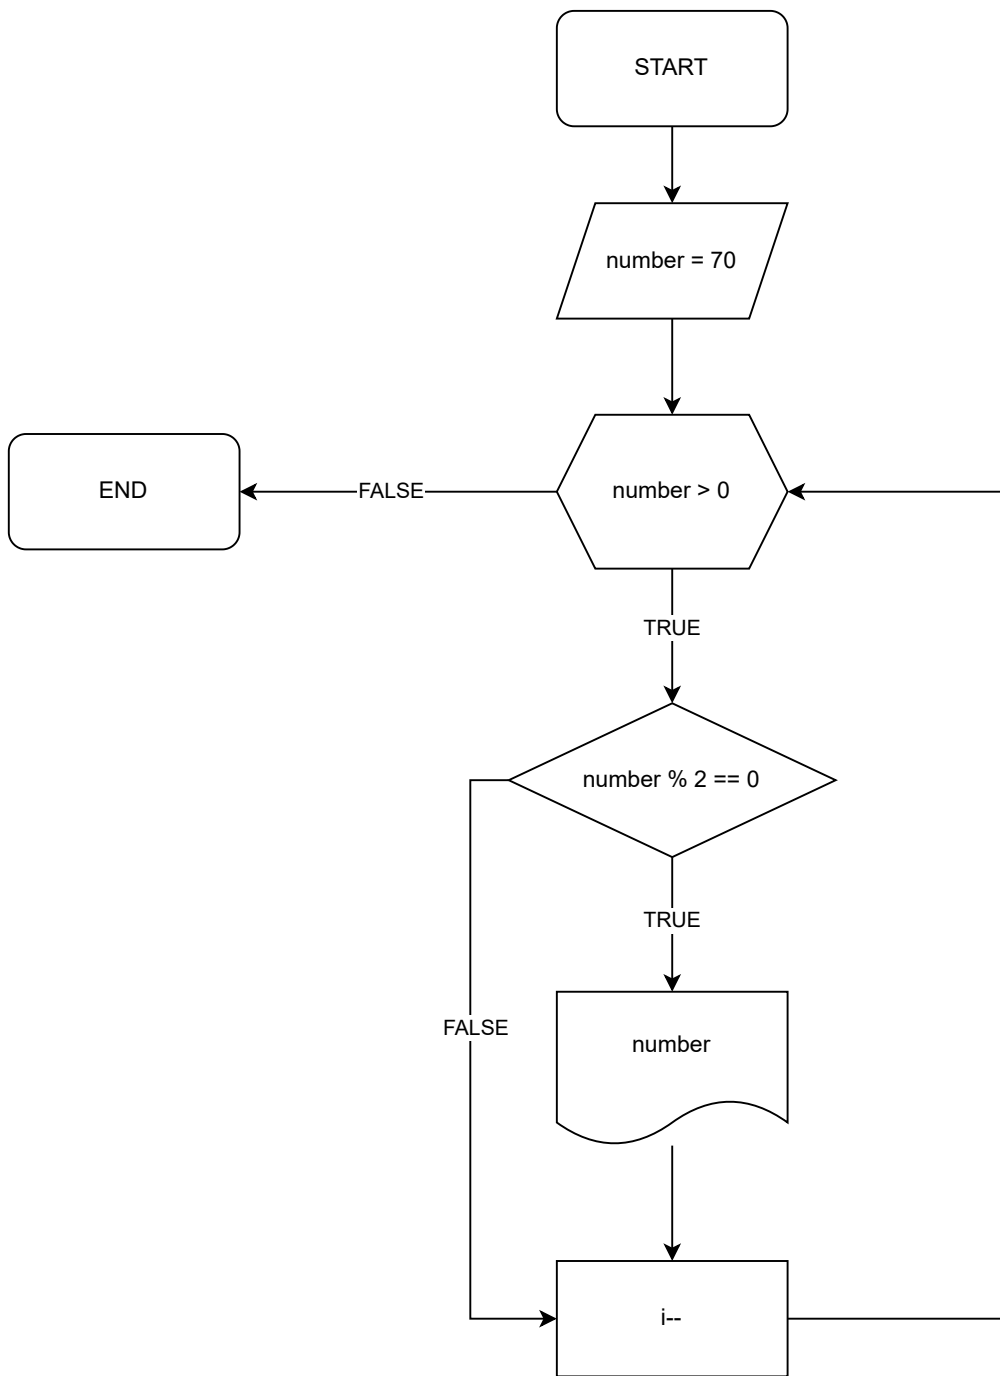 START
number = 70
number > 0
FALSE
END
TRUE
number % 2 == 0
TRUE
number
FALSE
i--